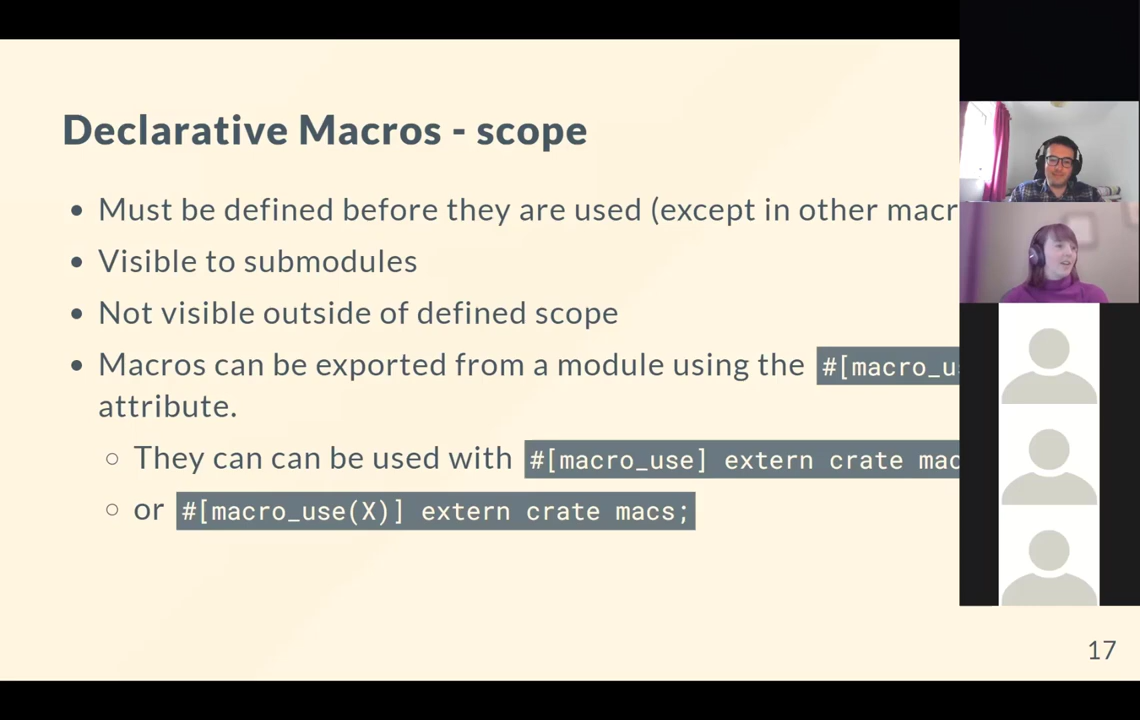 Declarative Macros - scope
• Must be defined before they are used (except in other macr
• Visible to submodules
• Not visible outside of defined scope
• Macros can be exported from a module using the #[macro_u
attribute.
○ They can can be used with #[macro_use] extern crate mac
○ or #[macro_use(X)] extern crate macs;
17